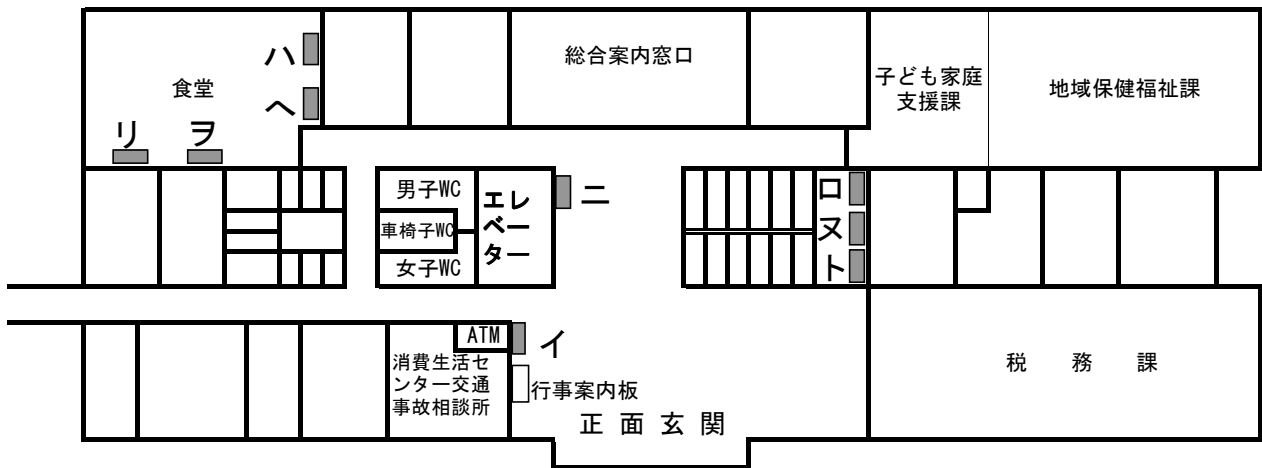 ハ
総合案内窓口
食堂
ヘ
子ども家庭
支援課
地域保健福祉課
リ
ヲ
男子WC
車椅子WC
女子WC
エレ
ベー
ター
ニ
ロ
ヌ
ト
ATM
イ
消費生活セ
ンター交通
事故相談所
行事案内板
正面玄関
税務課